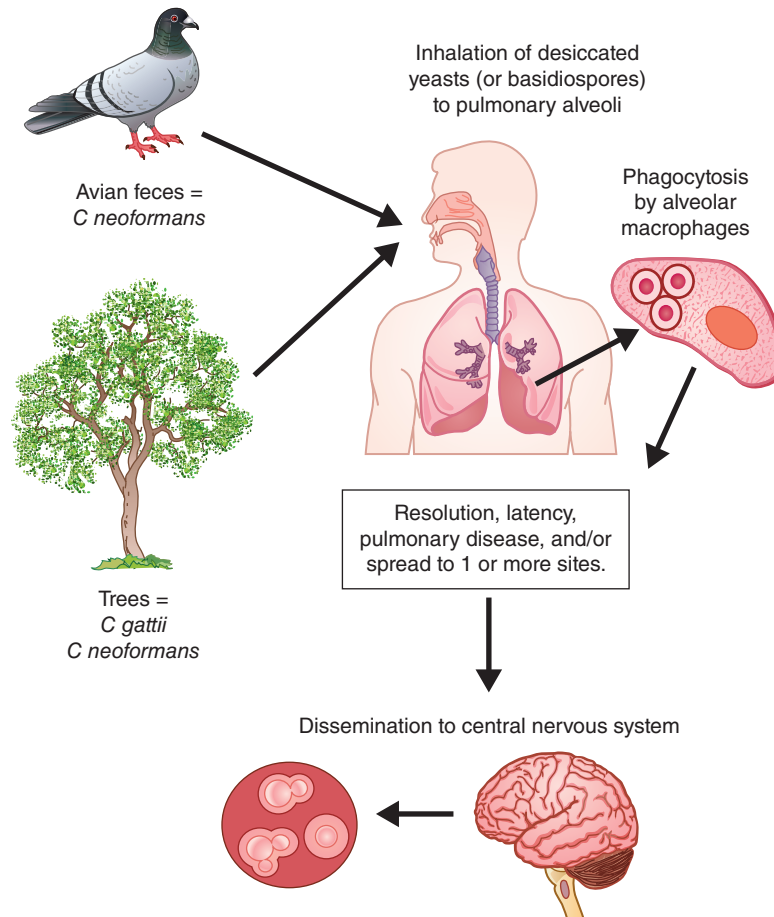 Inhalation of desiccated
yeasts (or basidiospores)
to pulmonary alveoli
Avian feces =
C neoformans
Phagocytosis
by alveolar
macrophages
Trees =
C gattii
C neoformans
Resolution, latency,
pulmonary disease, and/or
spread to 1 or more sites.
Dissemination to central nervous system